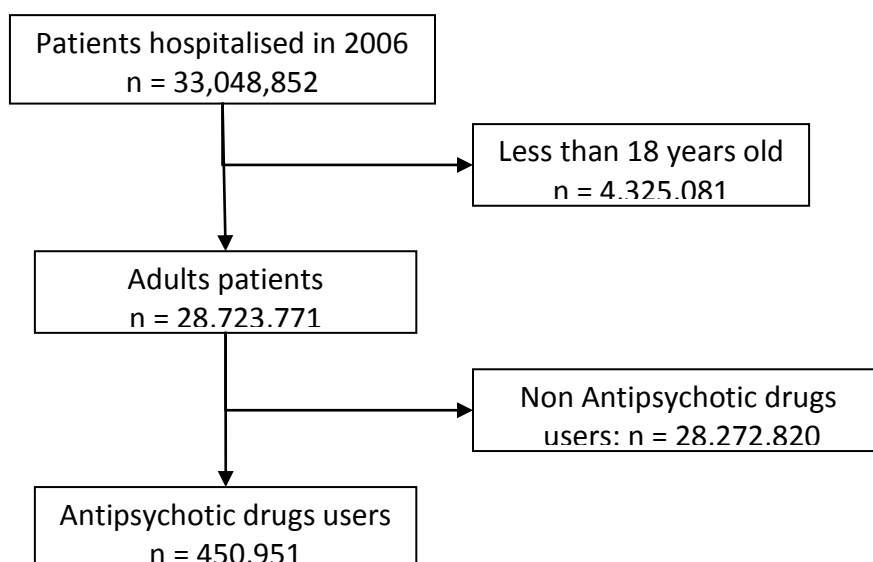 Patients hospitalised in 2006
n = 33,048,852
Less than 18 years old
n = 4,325,081
Adults patients
n = 28,723,771
Non Antipsychotic drugs
users: n = 28,272,820
Antipsychotic drugs users
n = 450,951